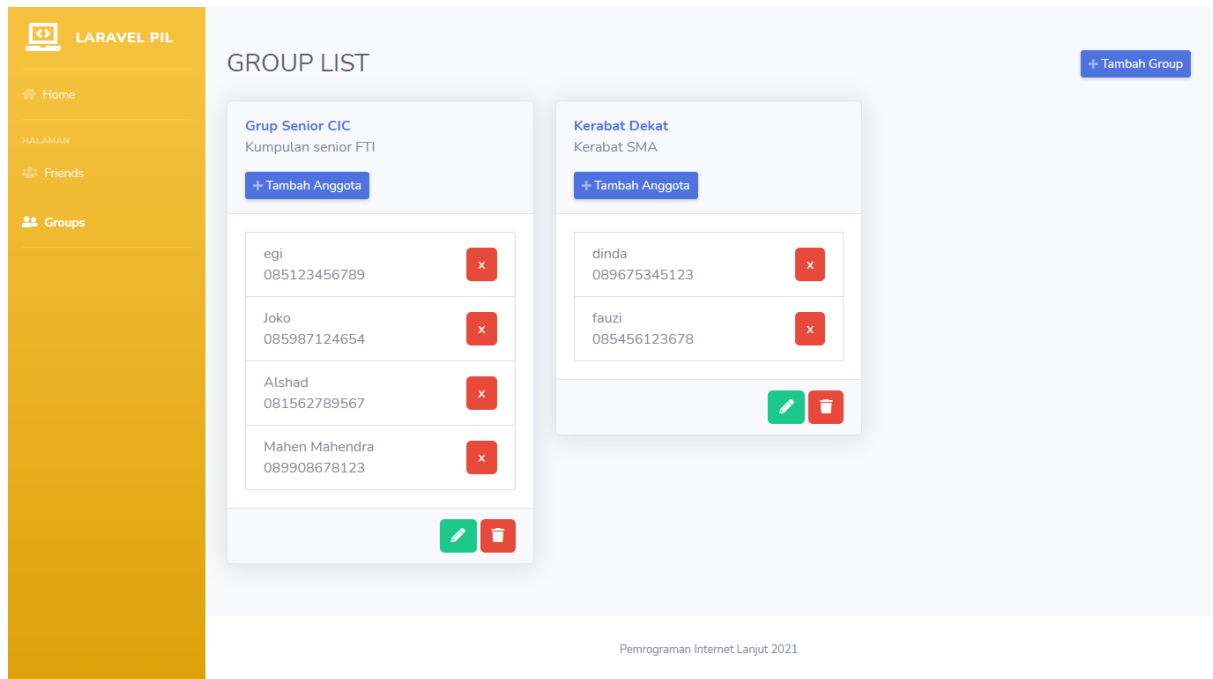 LARAVEL PIL
Home
HALAMAN
Friends
Groups
GROUP LIST
+ Tambah Group
Grup Senior CIC
Kumpulan senior FTI
+ Tambah Anggota
egi
085123456789
x
Joko
085987124654
x
Alshad
081562789567
x
Mahen Mahendra
089908678123
x
Kerabat Dekat
Kerabat SMA
+ Tambah Anggota
dinda
089675345123
x
fauzi
085456123678
x
Pemrograman Internet Lanjut 2021